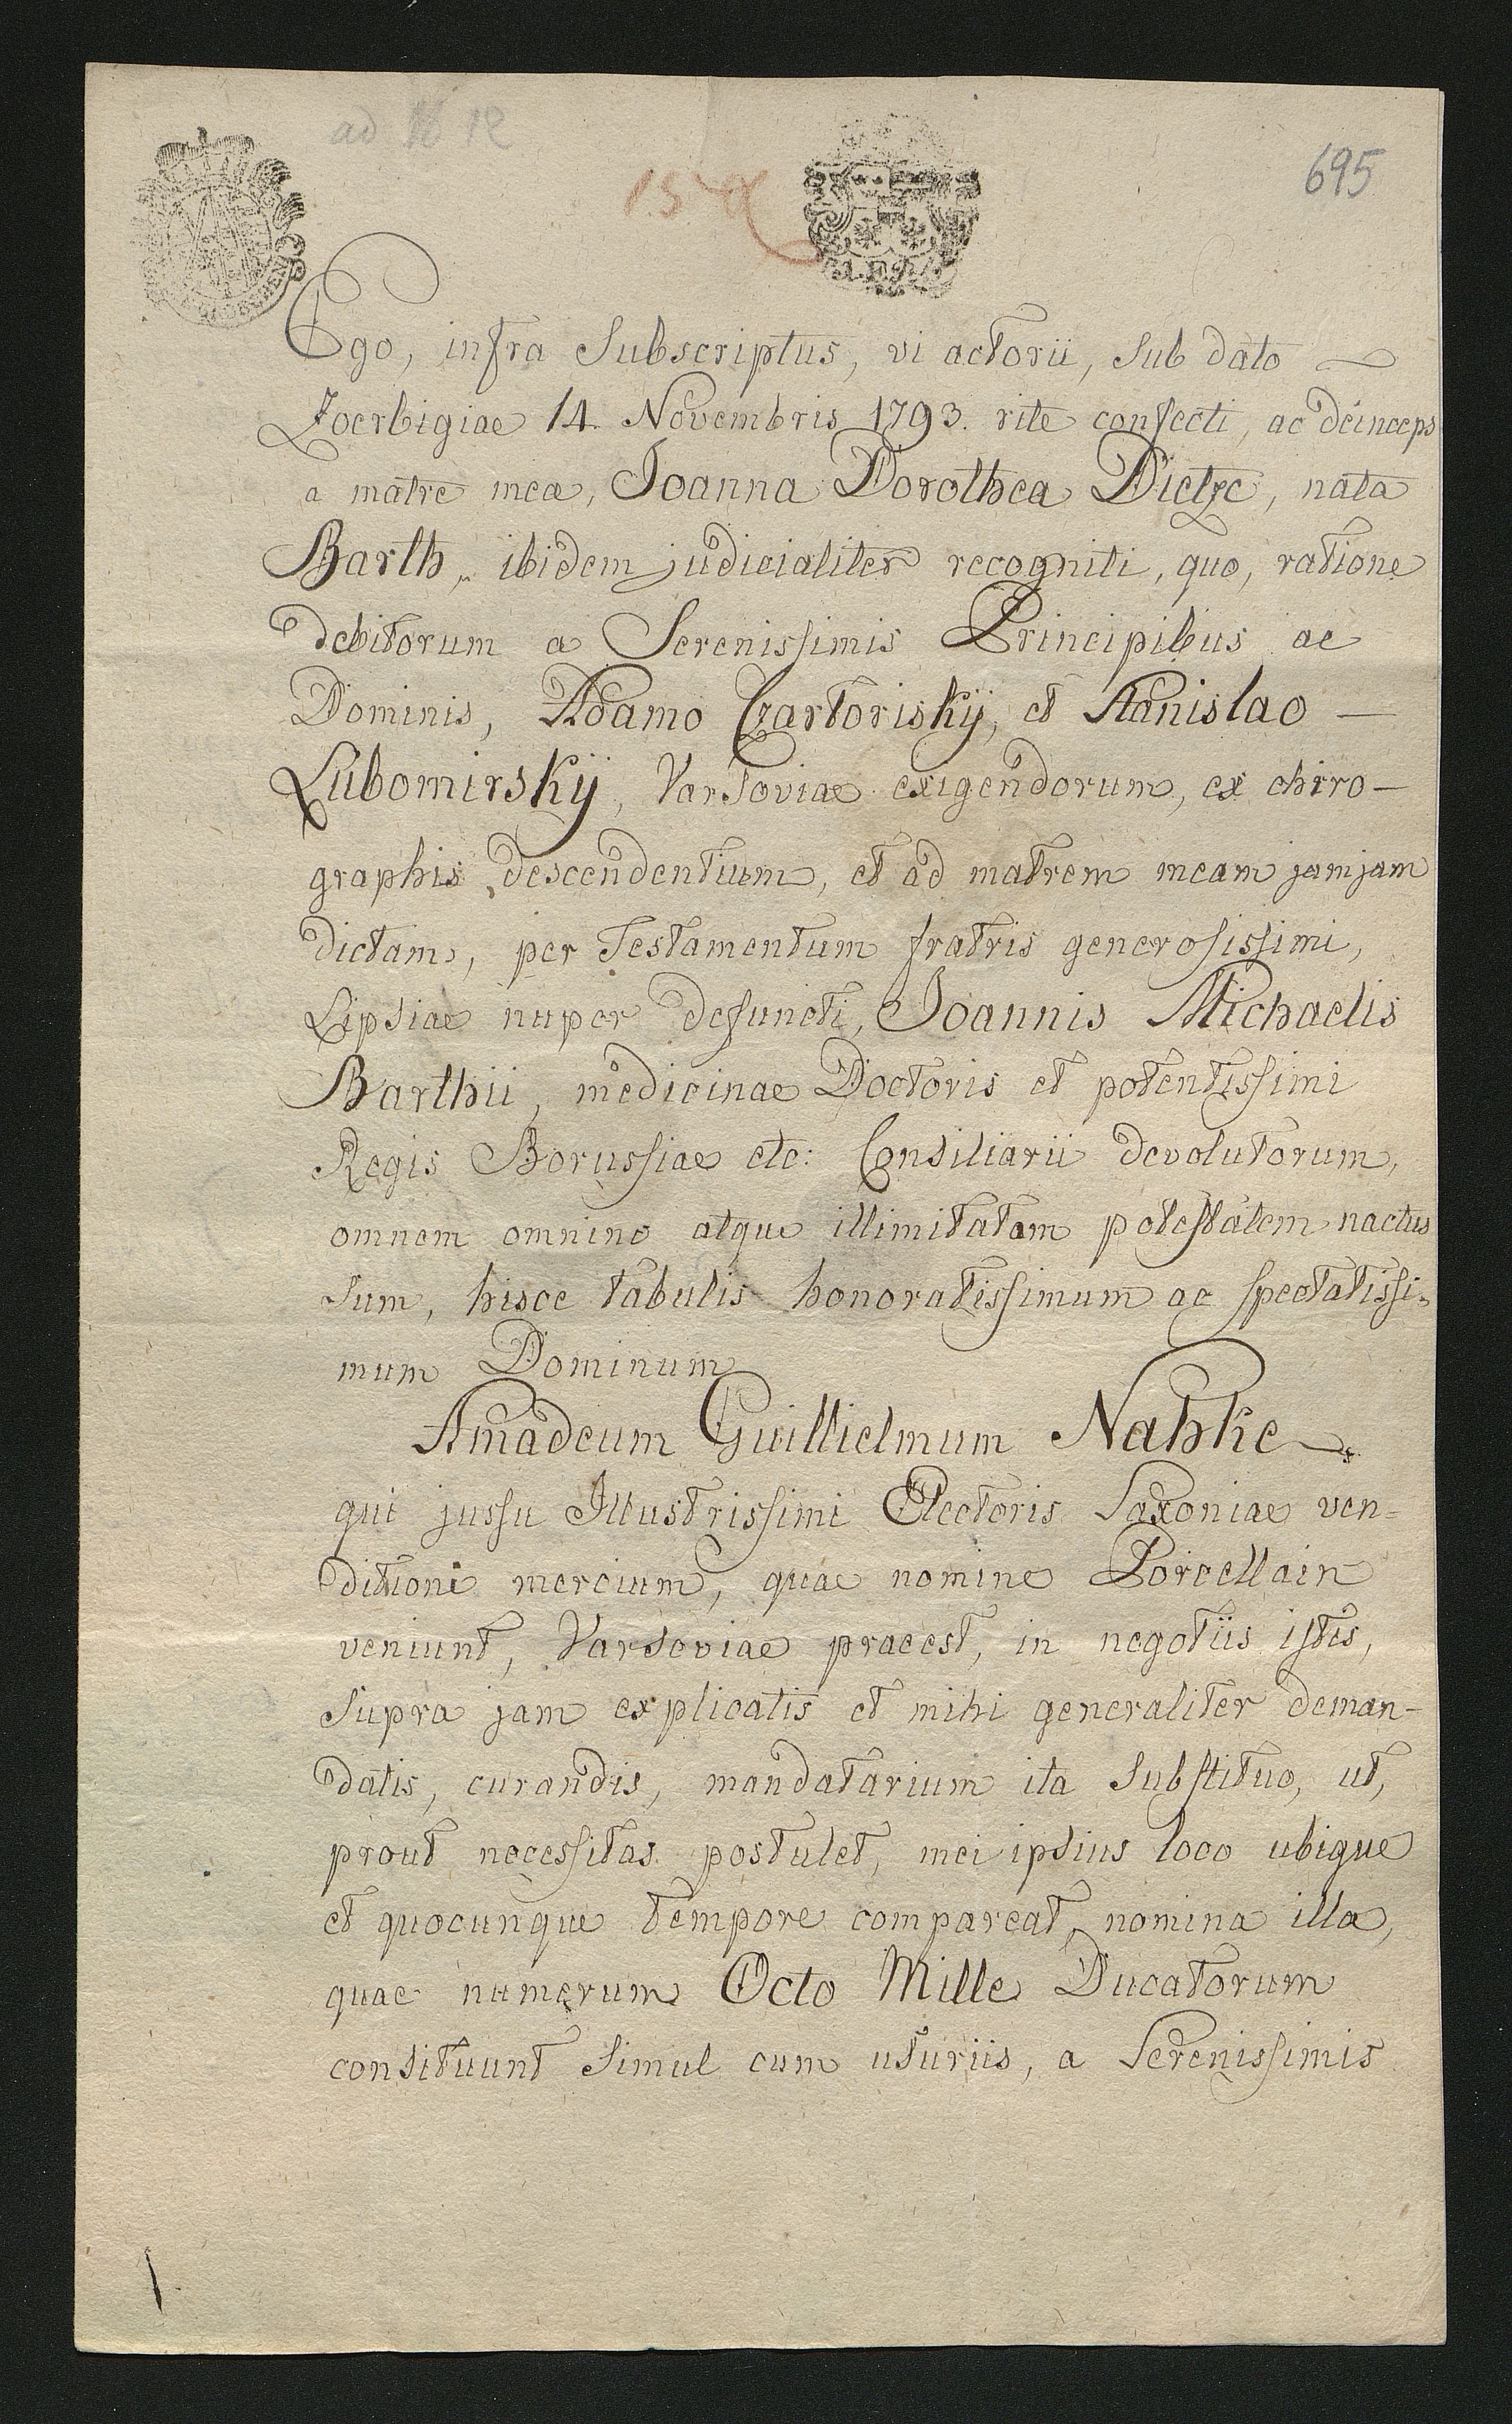 695
Ego, infra Subscriptus, vi actorii, sub dato
Zoerbigiae 14. Novembris 1793. rite confecti, ac deinceps
a matre mea, Joanna Dorothea Dietze, nata
Barth, ibidem judicialiter recogniti, quo, ratione
debitorum a Serenissimis Principibus ac
Dominis, Adamo Czartoriskÿ, et Stanislao —
Lubomirskÿ, Varsoviae exigendorum, ex chiro-
graphis descendentium, et ad matrem meam jamjam
dictam, per Testamentum fratris generosissimi,
Lipsiae nuper defuncti, Joannis Michaelis
Barthii, medicinae Doctoris et potentissimi
Regis Borussiae etc: Consiliarii devolutorum,
omnem omnino atque illimitatam potestatem nactus
sum, hisce tabulis honoratissimum ac spectatissi-
mum Dominum
Amadeum Guillielmum Nahke
qui jussu Illustrissimi Electoris Saxoniae ven-
ditioni mercium, quae nomine Porcellain
veniunt, Varsoviae praeest, in negotiis istis,
supra jam explicatis et mihi generaliter deman-
datis, curandis, mandatarium ita substituo, ut,
prout necessitas postulet, mei ipsius loco ubique
et quocunque tempore compareat, nomina illa,
quae numerum Octo Mille Ducatorum
constituunt simul cum usuriis, a Serenissimis